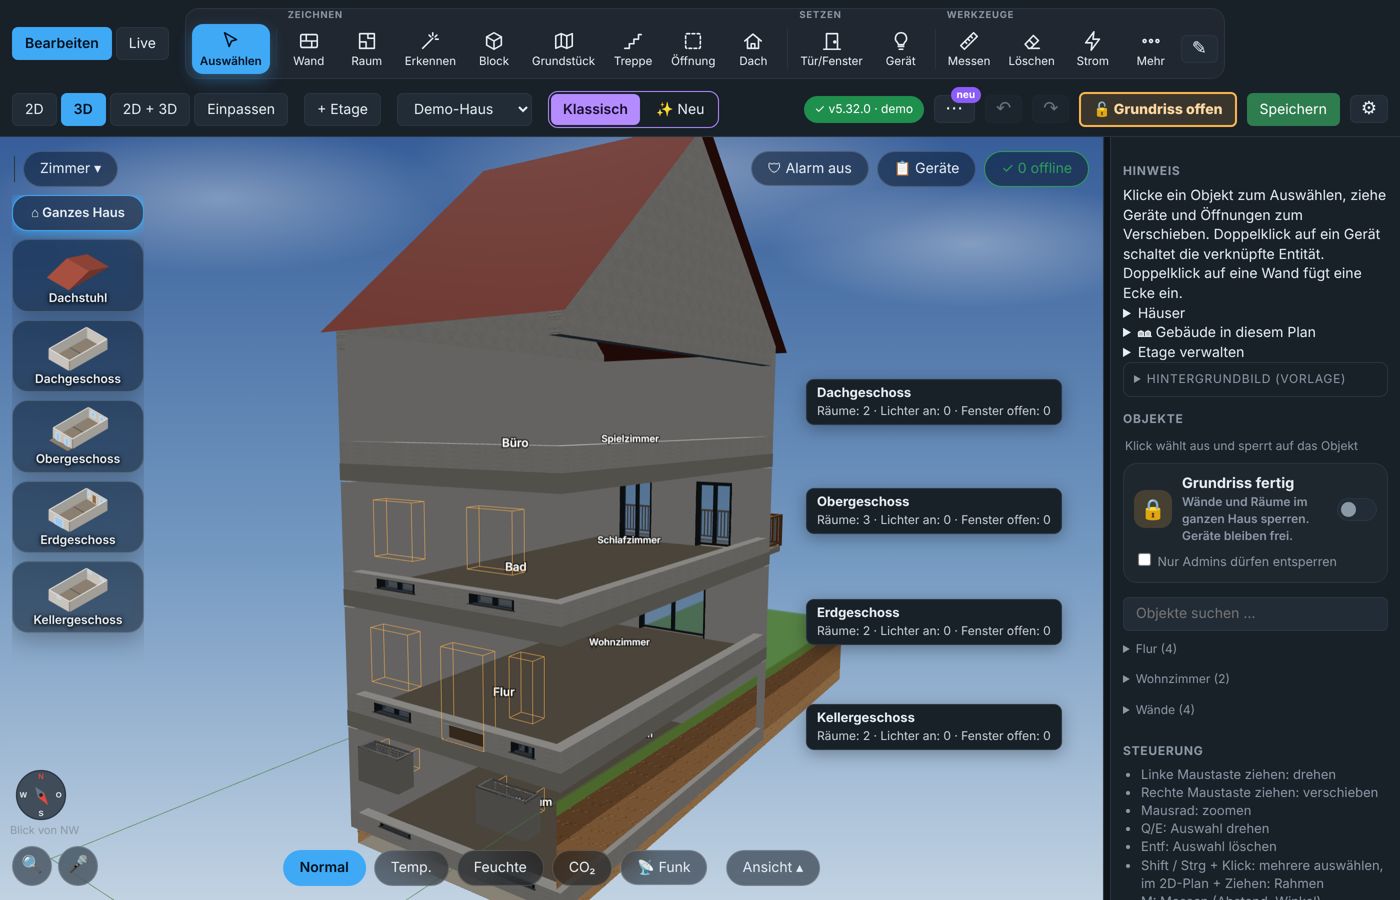 ZEICHNEN
SETZEN
WERKZEUGE
Bearbeiten
Live
Auswählen
Wand
Raum
Erkennen
Block
Grundstück
Treppe
Öffnung
Dach
Tür/Fenster
Gerät
Messen
Löschen
Strom
Mehr
2D
3D
2D + 3D
Einpassen
+ Etage
Demo-Haus
Klassisch
✨ Neu
✓ v5.32.0 · demo
neu
🔓 Grundriss offen
Speichern
Zimmer ▾
🛡 Alarm aus
📋 Geräte
✓ 0 offline
⌂ Ganzes Haus
Dachstuhl
Dachgeschoss
Obergeschoss
Erdgeschoss
Kellergeschoss
Büro
Spielzimmer
Schlafzimmer
Bad
Wohnzimmer
Flur
Dachgeschoss
Räume: 2 · Lichter an: 0 · Fenster offen: 0
Obergeschoss
Räume: 3 · Lichter an: 0 · Fenster offen: 0
Erdgeschoss
Räume: 2 · Lichter an: 0 · Fenster offen: 0
Kellergeschoss
Räume: 2 · Lichter an: 0 · Fenster offen: 0
N
W
O
S
Blick von NW
Normal
Temp.
Feuchte
CO₂
📡 Funk
Ansicht ▴
HINWEIS
Klicke ein Objekt zum Auswählen, ziehe
Geräte und Öffnungen zum
Verschieben. Doppelklick auf ein Gerät
schaltet die verknüpfte Entität.
Doppelklick auf eine Wand fügt eine
Ecke ein.
▶ Häuser
▶ 🏘 Gebäude in diesem Plan
▶ Etage verwalten
▶ HINTERGRUNDBILD (VORLAGE)
OBJEKTE
Klick wählt aus und sperrt auf das Objekt
Grundriss fertig
Wände und Räume im
ganzen Haus sperren.
Geräte bleiben frei.
Nur Admins dürfen entsperren
Objekte suchen ...
▶ Flur (4)
▶ Wohnzimmer (2)
▶ Wände (4)
STEUERUNG
• Linke Maustaste ziehen: drehen
• Rechte Maustaste ziehen: verschieben
• Mausrad: zoomen
• Q/E: Auswahl drehen
• Entf: Auswahl löschen
• Shift / Strg + Klick: mehrere auswählen,
im 2D-Plan + Ziehen: Rahmen